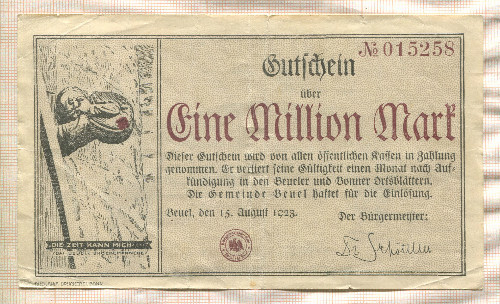 № 015258
Gutschein
über
Eine Million Mark
Dieser Gutschein wird von allen öffentlichen Kassen in Zahlung
genommen. Er verliert seine Gültigkeit einen Monat nach Auf-
kündigung in den Beueler und Bonner Ortsblättern.
Die Gemeinde Beuel haftet für die Einlösung.
Beuel, den 15. August 1923.
Der Bürgermeister:
DIE ZEIT KANN MICH